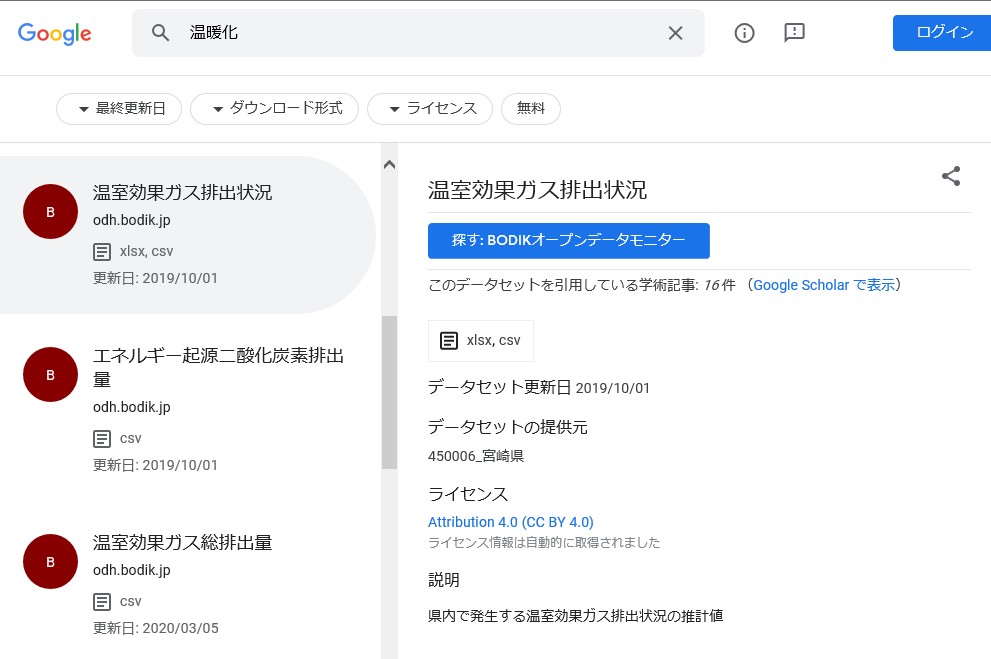 Google
温暖化
ログイン
最終更新日
ダウンロード形式
ライセンス
無料
B
温室効果ガス排出状況
odh.bodik.jp
xlsx, csv
更新日: 2019/10/01
B
エネルギー起源二酸化炭素排出
量
odh.bodik.jp
csv
更新日: 2019/10/01
B
温室効果ガス総排出量
odh.bodik.jp
csv
更新日: 2020/03/05
温室効果ガス排出状況
探す: BODIKオープンデータモニター
このデータセットを引用している学術記事: 16 件 （Google Scholar で表示）
xlsx, csv
データセット更新日 2019/10/01
データセットの提供元
450006_宮崎県
ライセンス
Attribution 4.0 (CC BY 4.0)
ライセンス情報は自動的に取得されました
説明
県内で発生する温室効果ガス排出状況の推計値